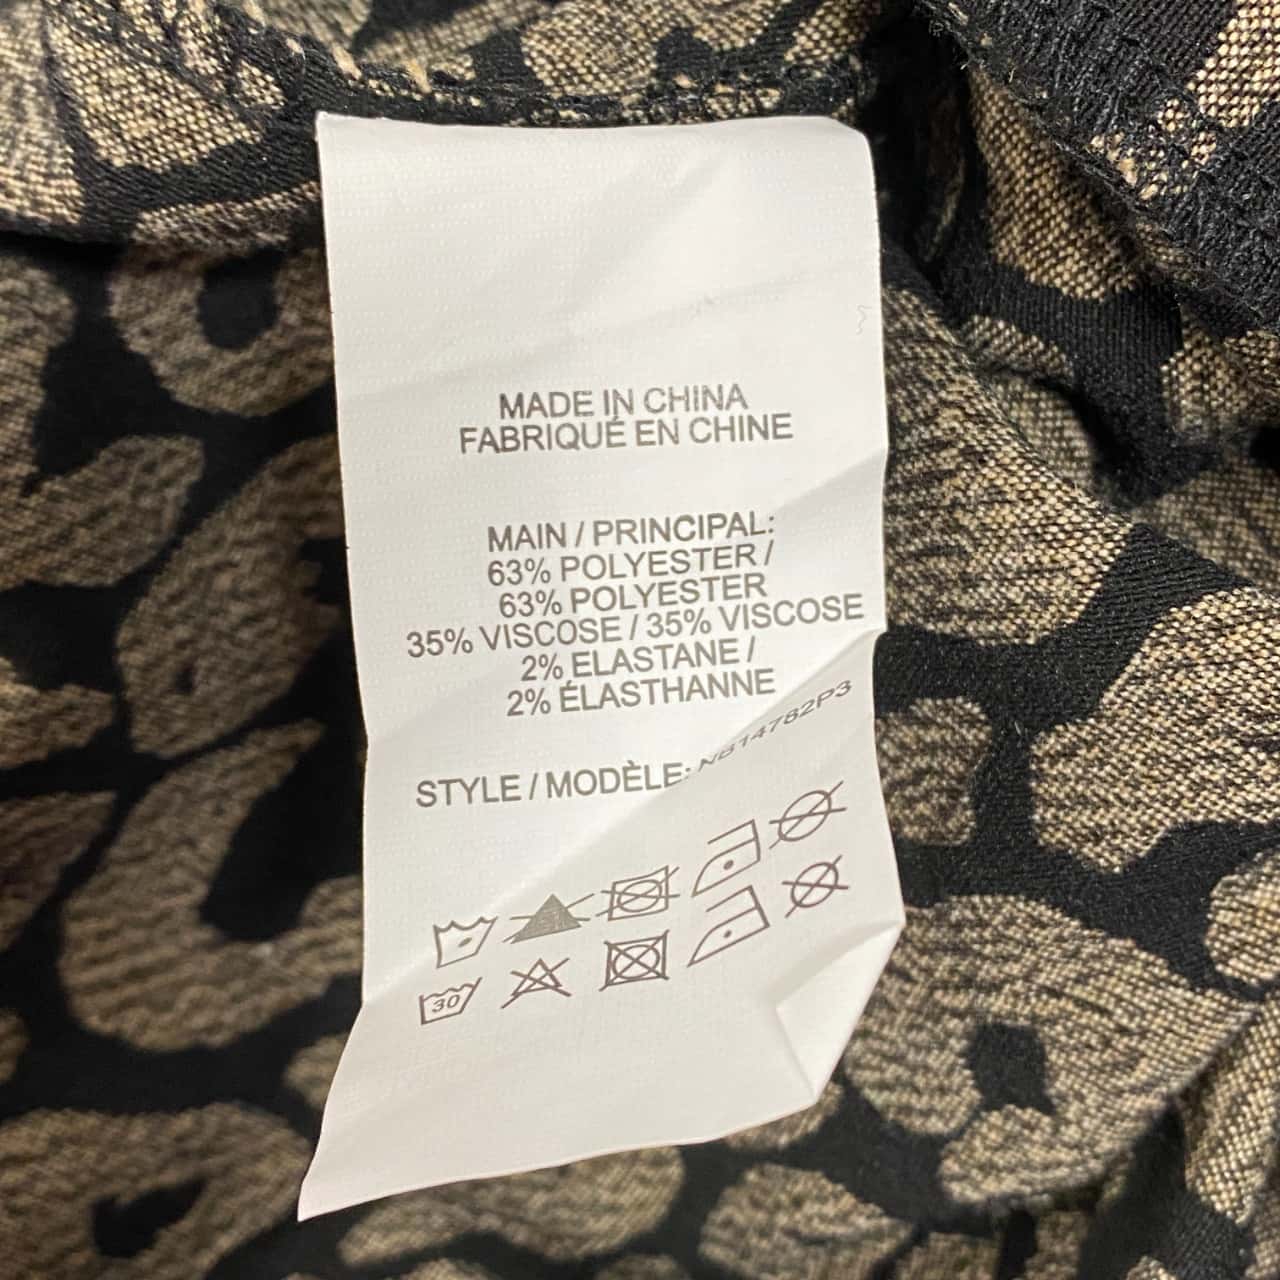 MADE IN CHINA
FABRIQUÉ EN CHINE
MAIN / PRINCIPAL:
63% POLYESTER /
63% POLYESTER
35% VISCOSE / 35% VISCOSE
2% ELASTANE /
2% ÉLASTHANNE
STYLE / MODÈLE: NB14782P3
30